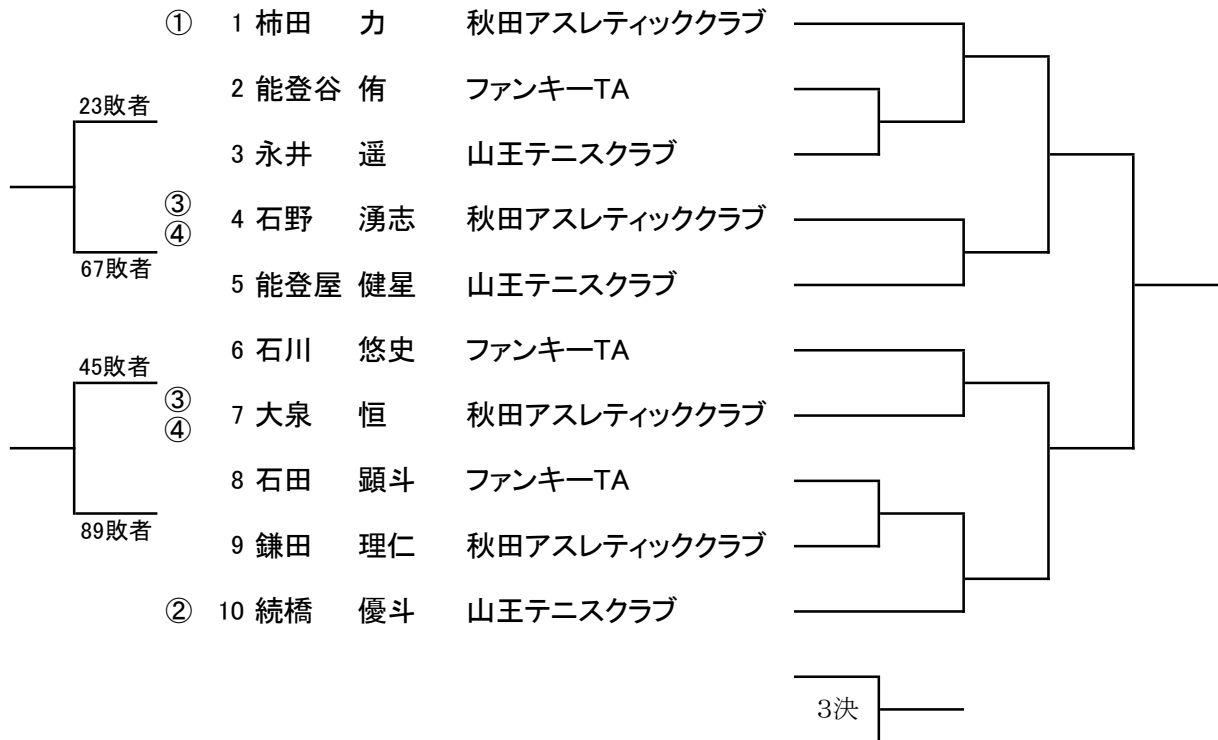 ① 1 柿田 力 秋田アスレティッククラブ
2 能登谷 侑 ファンキーTA
23敗者
3 永井 遥 山王テニスクラブ
③
④
4 石野 湧志 秋田アスレティッククラブ
67敗者
5 能登屋 健星 山王テニスクラブ
6 石川 悠史 ファンキーTA
45敗者
③
④
7 大泉 恒 秋田アスレティッククラブ
8 石田 顕斗 ファンキーTA
89敗者
9 鎌田 理仁 秋田アスレティッククラブ
② 10 続橋 優斗 山王テニスクラブ
3決